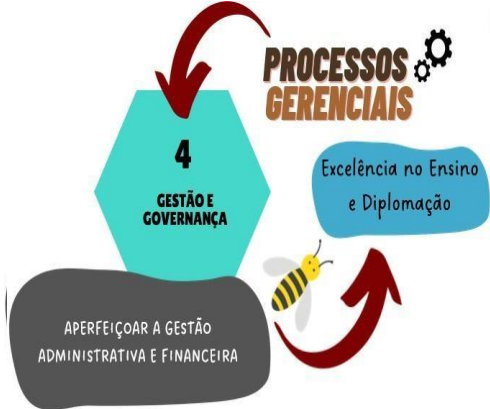 PROCESSOS
GERENCIAIS
4
GESTÃO E
GOVERNANÇA
Excelência no Ensino
e Diplomação
APERFEIÇOAR A GESTÃO
ADMINISTRATIVA E FINANCEIRA